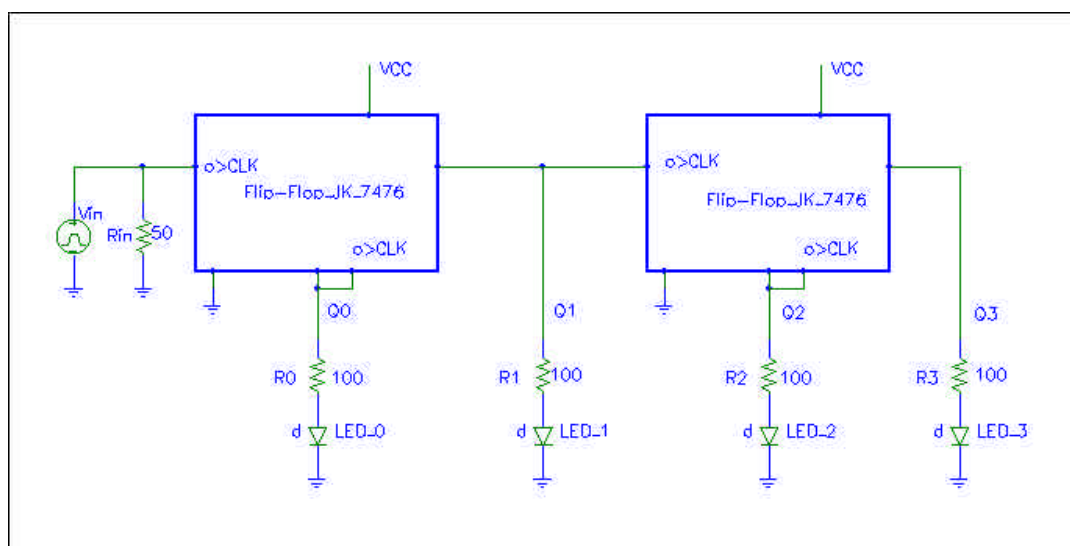 VCC
VCC
o>CLK
Flip-Flop_JK_7476
o>CLK
Flip-Flop_JK_7476
Vin
Rin
50
o>CLK
o>CLK
Q0
Q1
Q2
Q3
R0
100
R1
100
R2
100
R3
100
d
LED_0
d
LED_1
d
LED_2
d
LED_3